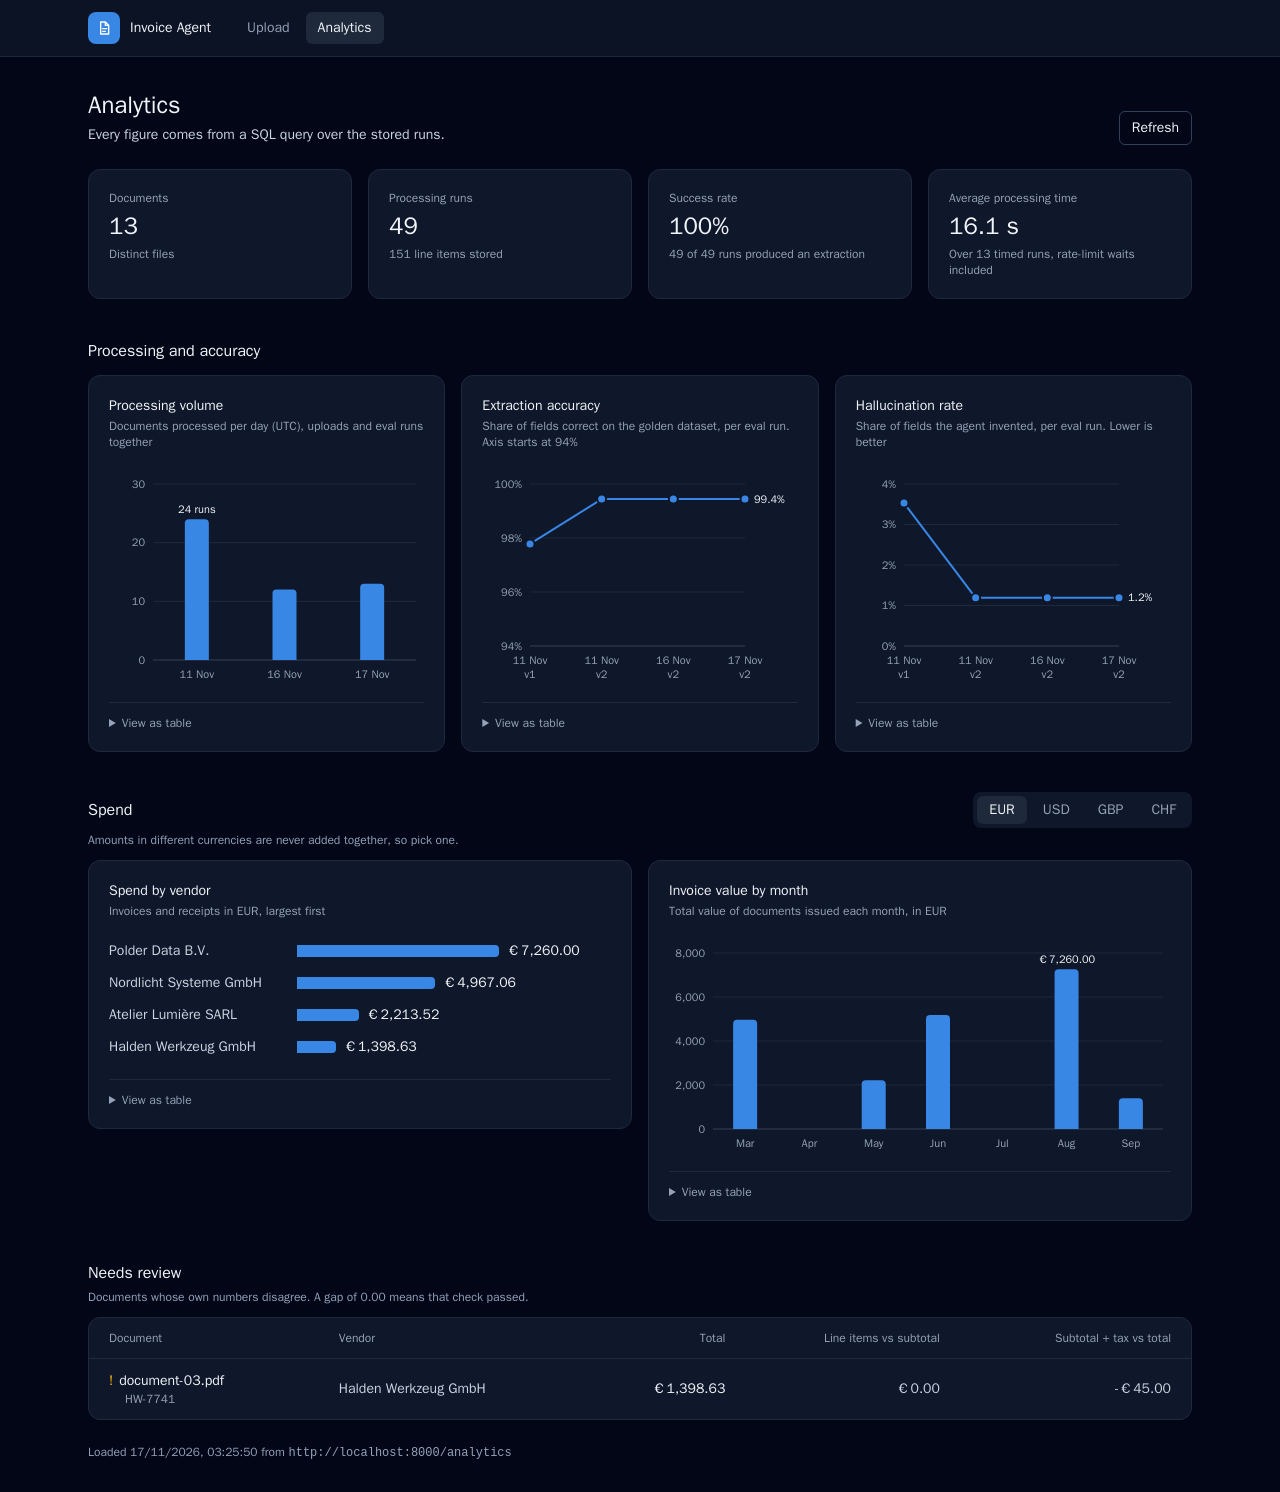 Invoice Agent
Upload
Analytics
Analytics
Every figure comes from a SQL query over the stored runs.
Refresh
Documents
13
Distinct files
Processing runs
49
151 line items stored
Success rate
100%
49 of 49 runs produced an extraction
Average processing time
16.1 s
Over 13 timed runs, rate-limit waits
included
Processing and accuracy
Processing volume
Documents processed per day (UTC), uploads and eval runs
together
30
20
10
0
24 runs
11 Nov
16 Nov
17 Nov
View as table
Extraction accuracy
Share of fields correct on the golden dataset, per eval run.
Axis starts at 94%
100%
98%
96%
94%
99.4%
11 Nov
v1
11 Nov
v2
16 Nov
v2
17 Nov
v2
View as table
Hallucination rate
Share of fields the agent invented, per eval run. Lower is
better
4%
3%
2%
1%
0%
1.2%
11 Nov
v1
11 Nov
v2
16 Nov
v2
17 Nov
v2
View as table
Spend
EUR
USD
GBP
CHF
Amounts in different currencies are never added together, so pick one.
Spend by vendor
Invoices and receipts in EUR, largest first
Polder Data B.V. € 7,260.00
Nordlicht Systeme GmbH € 4,967.06
Atelier Lumière SARL € 2,213.52
Halden Werkzeug GmbH € 1,398.63
View as table
Invoice value by month
Total value of documents issued each month, in EUR
8,000
6,000
4,000
2,000
0
€ 7,260.00
Mar
Apr
May
Jun
Jul
Aug
Sep
View as table
Needs review
Documents whose own numbers disagree. A gap of 0.00 means that check passed.
Document Vendor Total Line items vs subtotal Subtotal + tax vs total
! document-03.pdf Halden Werkzeug GmbH € 1,398.63 € 0.00 - € 45.00
HW-7741
Loaded 17/11/2026, 03:25:50 from http://localhost:8000/analytics